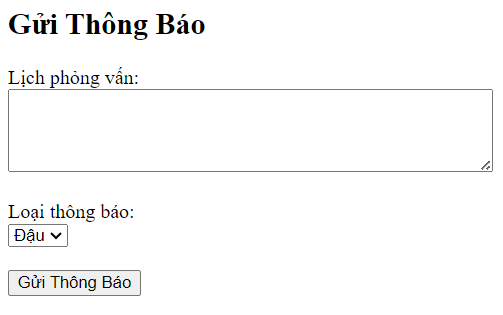 Gửi Thông Báo
Lịch phỏng vấn:
Loại thông báo:
Đậu
Gửi Thông Báo